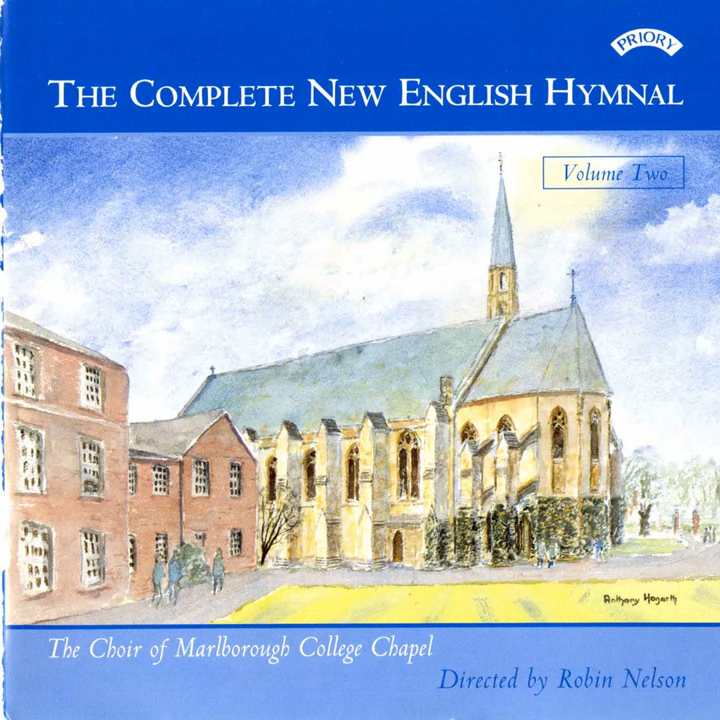 PRIORY
THE COMPLETE NEW ENGLISH HYMNAL
Volume Two
Anthony Hogarth
The Choir of Marlborough College Chapel
Directed by Robin Nelson